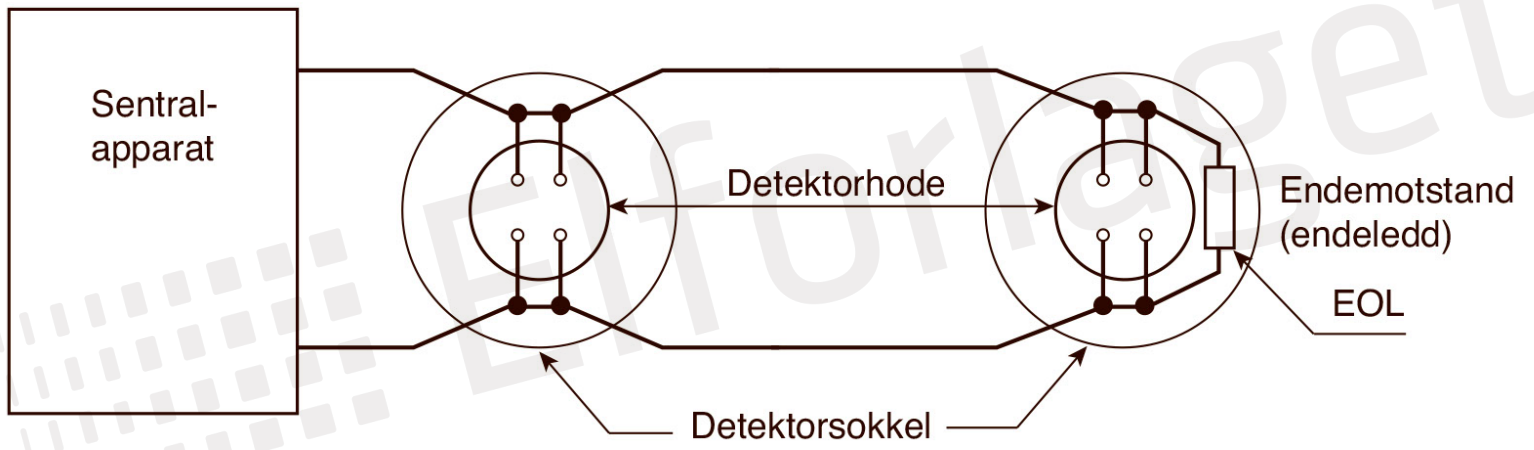 Sentral-
apparat
Detektorhode
Endemotstand
(endeledd)
EOL
Detektorsokkel
Elforlaget